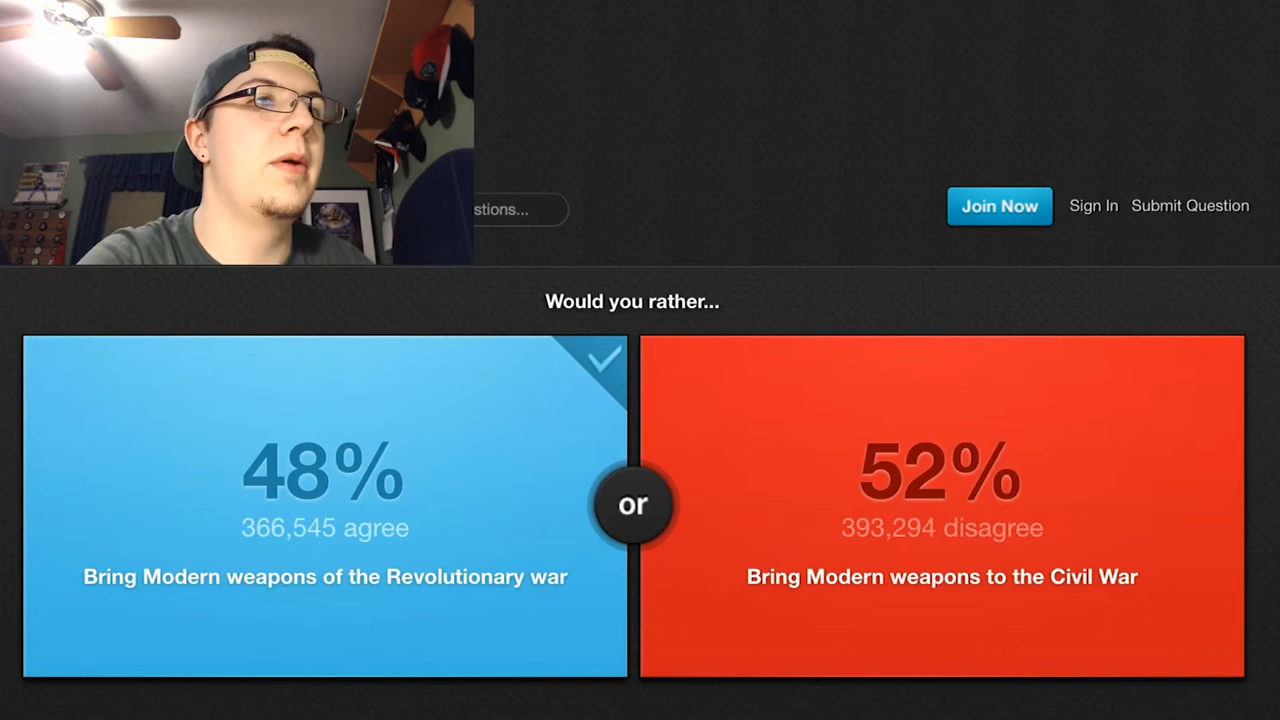 stions...
Join Now
Sign In
Submit Question
Would you rather...
48%
366,545 agree
Bring Modern weapons of the Revolutionary war
or
52%
393,294 disagree
Bring Modern weapons to the Civil War